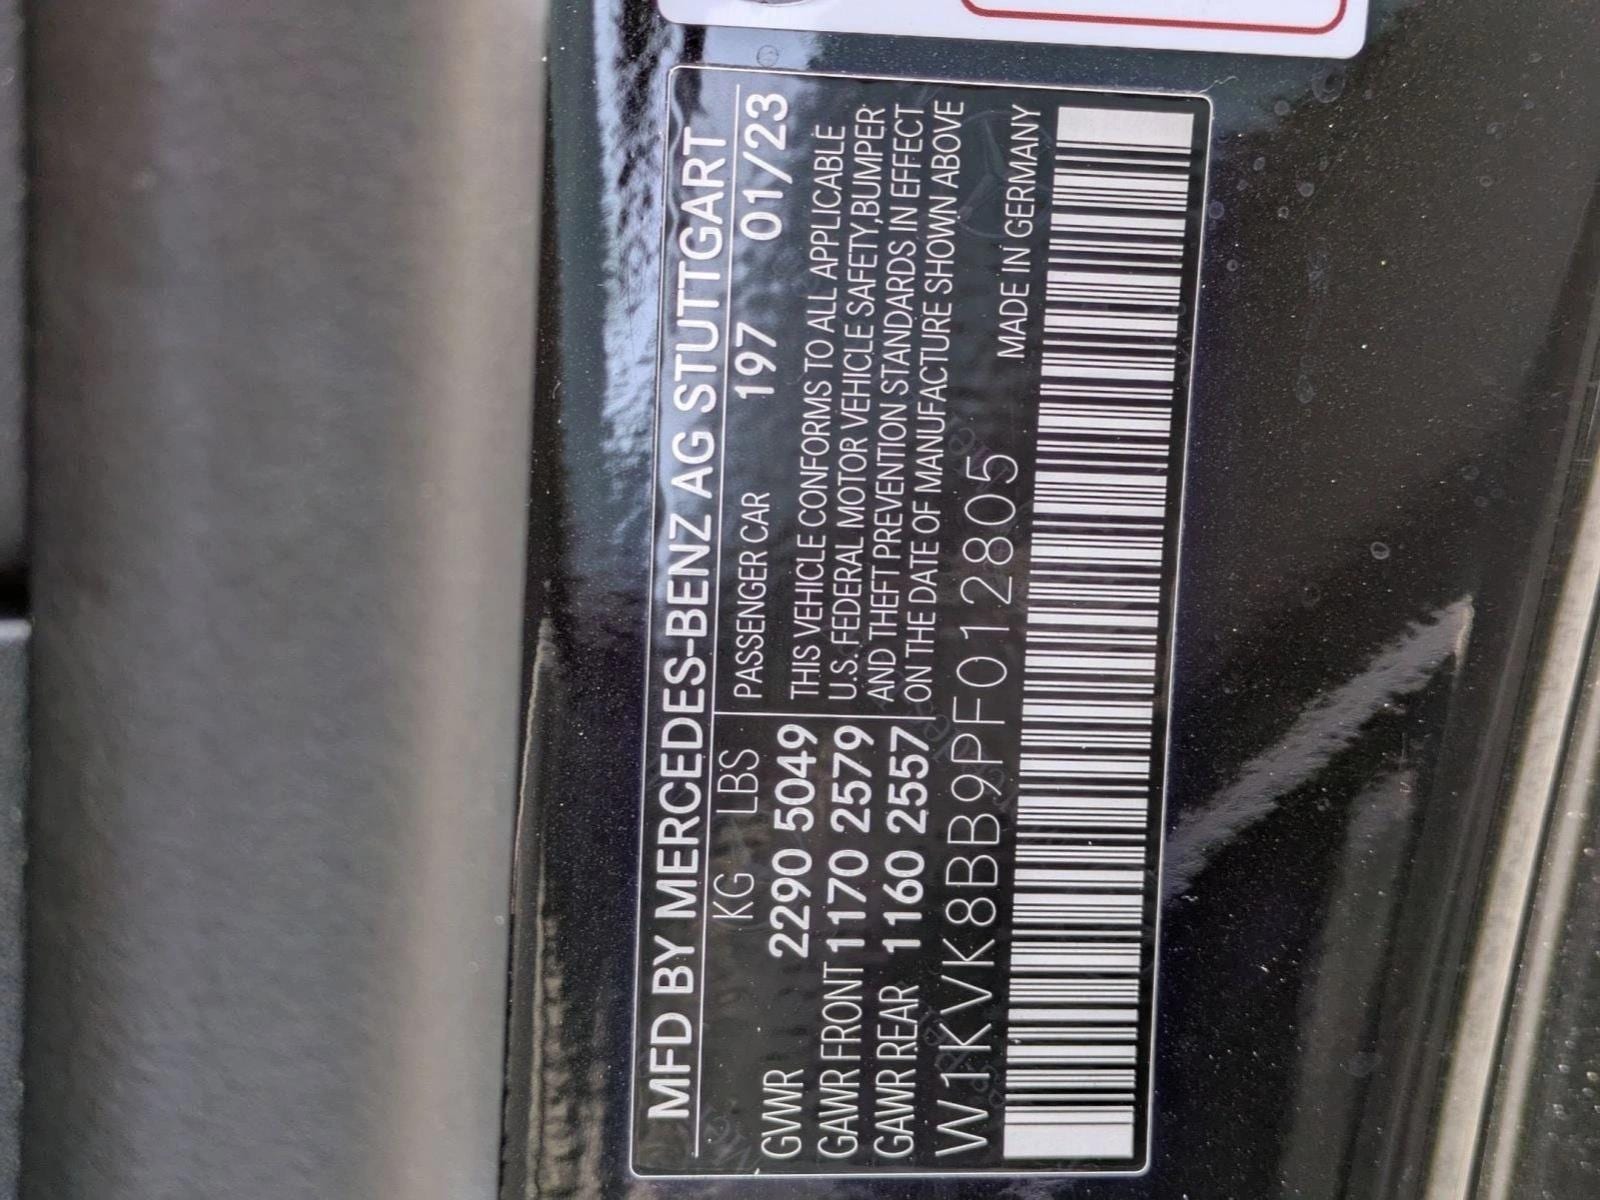 MFD BY MERCEDES-BENZ AG STUTTGART
KG LBS
GVWR 2290 5049
GAWR FRONT 1170 2579
GAWR REAR 1160 2557
PASSENGER CAR 197 01/23
THIS VEHICLE CONFORMS TO ALL APPLICABLE
U.S. FEDERAL MOTOR VEHICLE SAFETY, BUMPER
AND THEFT PREVENTION STANDARDS IN EFFECT
ON THE DATE OF MANUFACTURE SHOWN ABOVE
W1KVK8BB9PF012805
MADE IN GERMANY